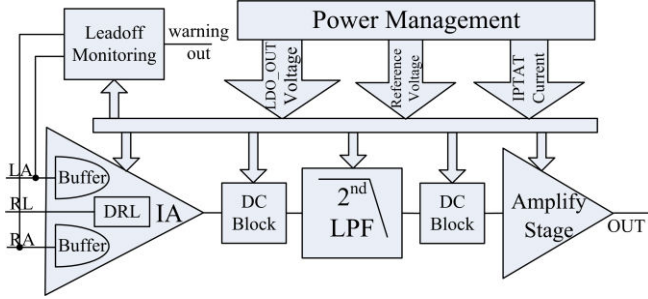 Leadoff
Monitoring
warning
out
Power Management
LDO_OUT
Voltage
Reference
Voltage
IPTAT
Current
LA
Buffer
RL
DRL
IA
RA
Buffer
DC
Block
2nd
LPF
DC
Block
Amplify
Stage
OUT